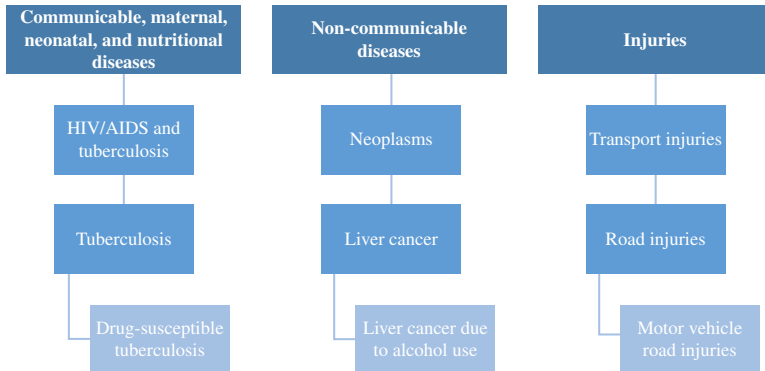 Communicable, maternal,
neonatal, and nutritional
diseases
HIV/AIDS and
tuberculosis
Tuberculosis
Drug-susceptible
tuberculosis
Non-communicable
diseases
Neoplasms
Liver cancer
Liver cancer due
to alcohol use
Injuries
Transport injuries
Road injuries
Motor vehicle
road injuries